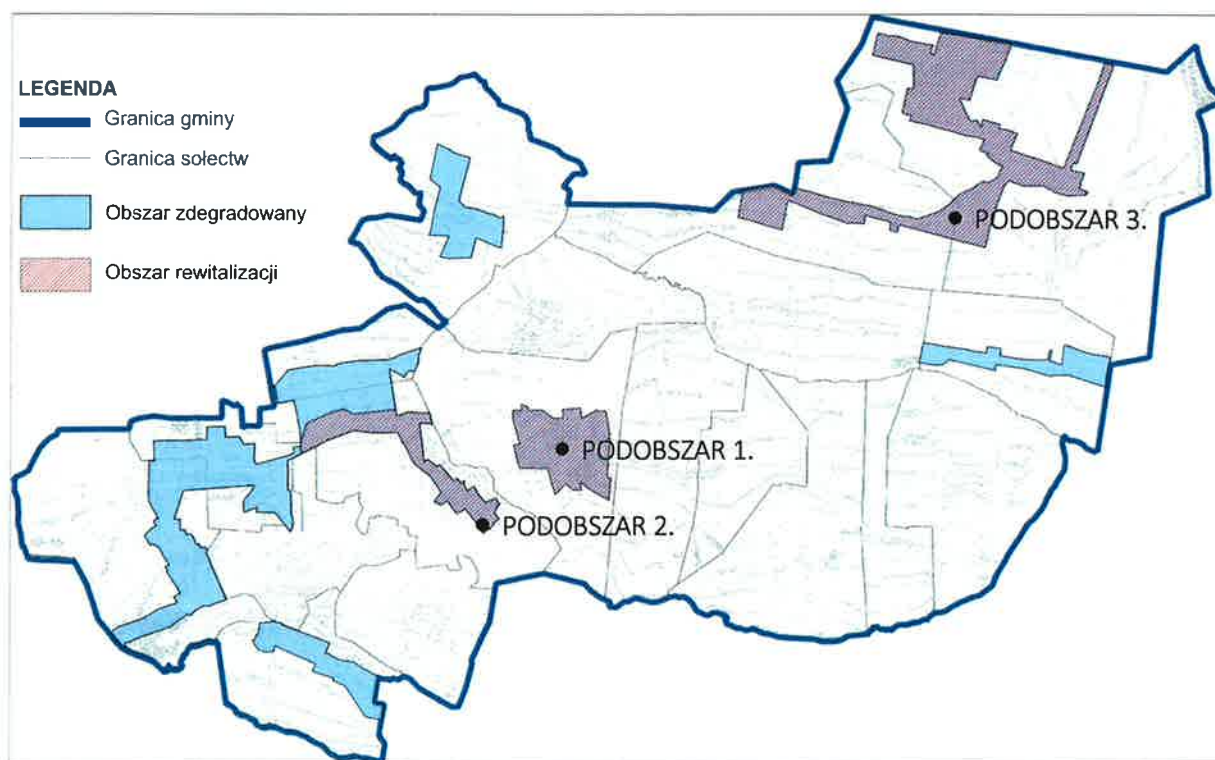 LEGENDA
Granica gminy
Granica sołectw
Obszar zdegradowany
Obszar rewitalizacji
PODOBSZAR 3.
PODOBSZAR 1.
PODOBSZAR 2.